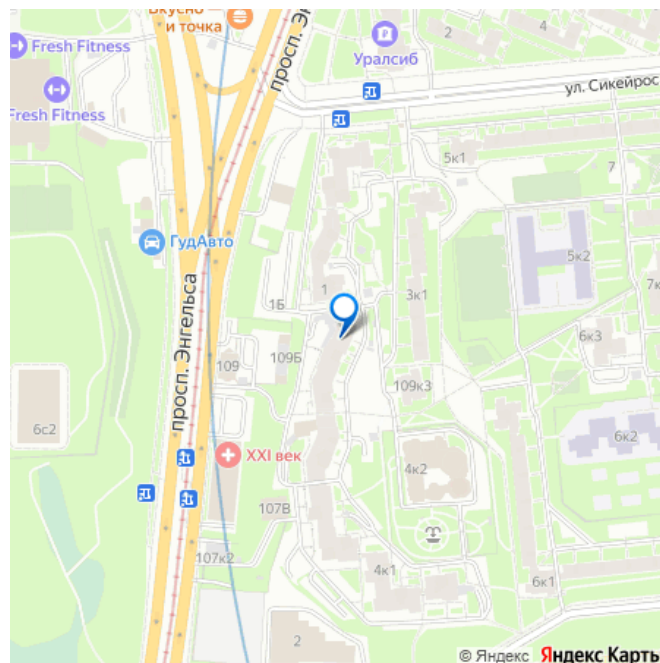 Вкусно —
и точка
2
4
Fresh Fitness
Уралсиб
просп. Эн
ул. Сикейрос
Fresh Fitness
5к1
7
ГудАвто
5к2
7к
1
3к1
1Б
просп. Энгельса
6к3
109Б
109
109к3
6с2
6к2
XXI век
4к2
107В
107к2
4к1
6к1
2
© Яндекс Яндекс Карть